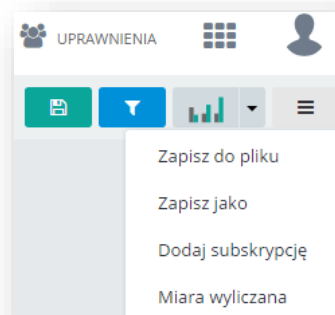 UPRAWNIENIA
Zapisz do pliku
Zapisz jako
Dodaj subskrypcję
Miara wyliczana